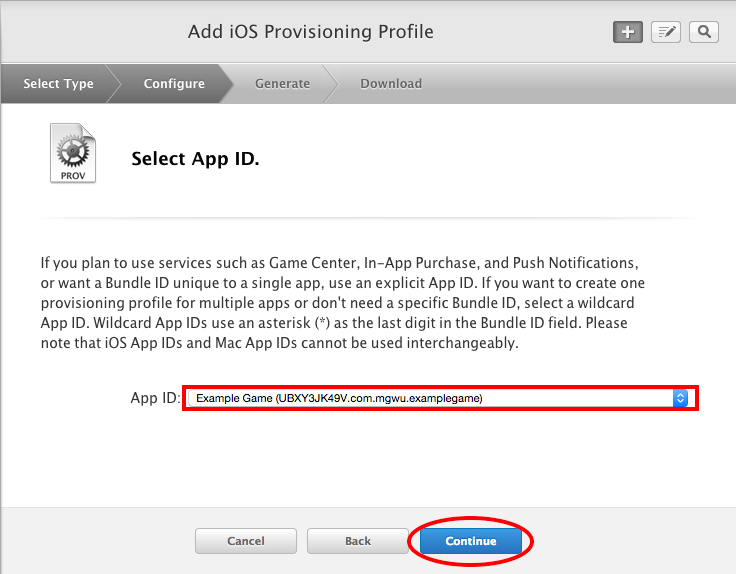 Add iOS Provisioning Profile
Select Type
Configure
Generate
Download
PROV
Select App ID.
If you plan to use services such as Game Center, In-App Purchase, and Push Notifications,
or want a Bundle ID unique to a single app, use an explicit App ID. If you want to create one
provisioning profile for multiple apps or don't need a specific Bundle ID, select a wildcard
App ID. Wildcard App IDs use an asterisk (*) as the last digit in the Bundle ID field. Please
note that iOS App IDs and Mac App IDs cannot be used interchangeably.
App ID: Example Game (UBXY3JK49V.com.mgwu.examplegame)
Cancel
Back
Continue